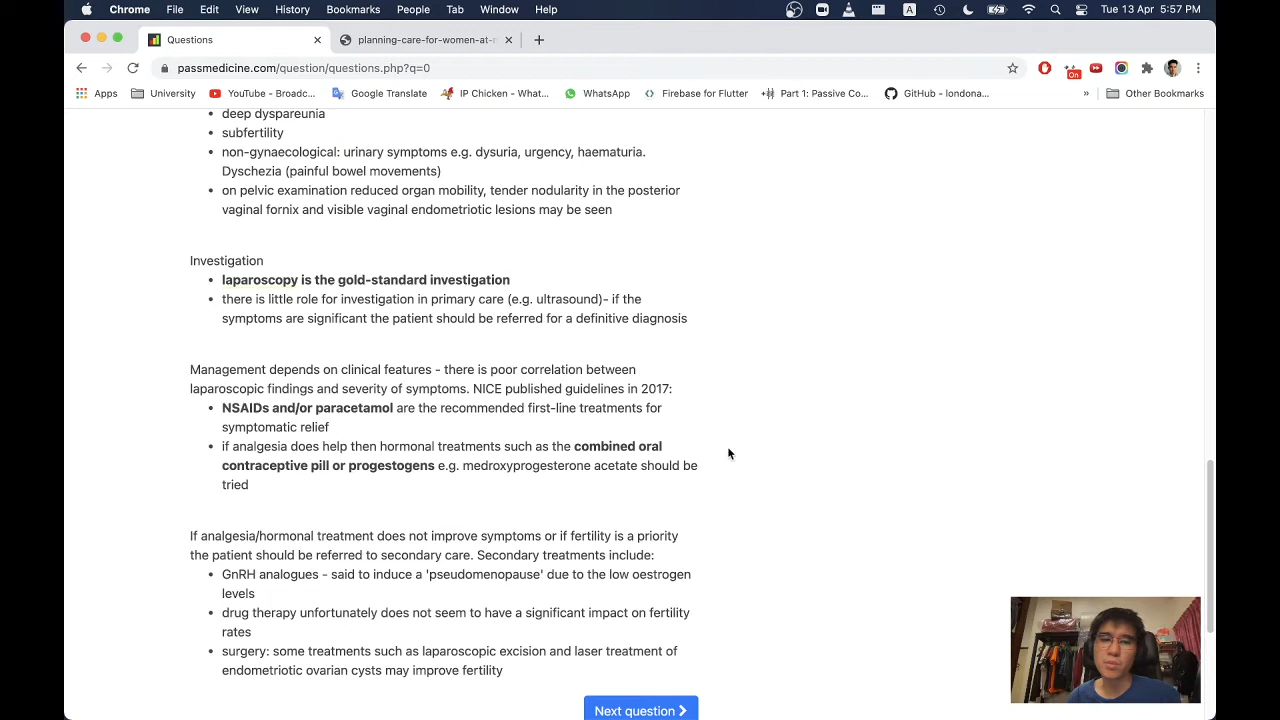 Chrome File Edit View History Bookmarks People Tab Window Help A Tue 13 Apr 5:57 PM
Questions planning-care-for-women-at-r
passmedicine.com/question/questions.php?q=0 On
Apps University YouTube - Broadc... Google Translate IP Chicken - What... WhatsApp Firebase for Flutter Part 1: Passive Co... GitHub - londona... » Other Bookmarks
deep dyspareunia
subfertility
non-gynaecological: urinary symptoms e.g. dysuria, urgency, haematuria.
Dyschezia (painful bowel movements)
on pelvic examination reduced organ mobility, tender nodularity in the posterior
vaginal fornix and visible vaginal endometriotic lesions may be seen
Investigation
laparoscopy is the gold-standard investigation
there is little role for investigation in primary care (e.g. ultrasound)- if the
symptoms are significant the patient should be referred for a definitive diagnosis
Management depends on clinical features - there is poor correlation between
laparoscopic findings and severity of symptoms. NICE published guidelines in 2017:
NSAIDs and/or paracetamol are the recommended first-line treatments for
symptomatic relief
if analgesia does help then hormonal treatments such as the combined oral
contraceptive pill or progestogens e.g. medroxyprogesterone acetate should be
tried
If analgesia/hormonal treatment does not improve symptoms or if fertility is a priority
the patient should be referred to secondary care. Secondary treatments include:
GnRH analogues - said to induce a 'pseudomenopause' due to the low oestrogen
levels
drug therapy unfortunately does not seem to have a significant impact on fertility
rates
surgery: some treatments such as laparoscopic excision and laser treatment of
endometriotic ovarian cysts may improve fertility
Next question